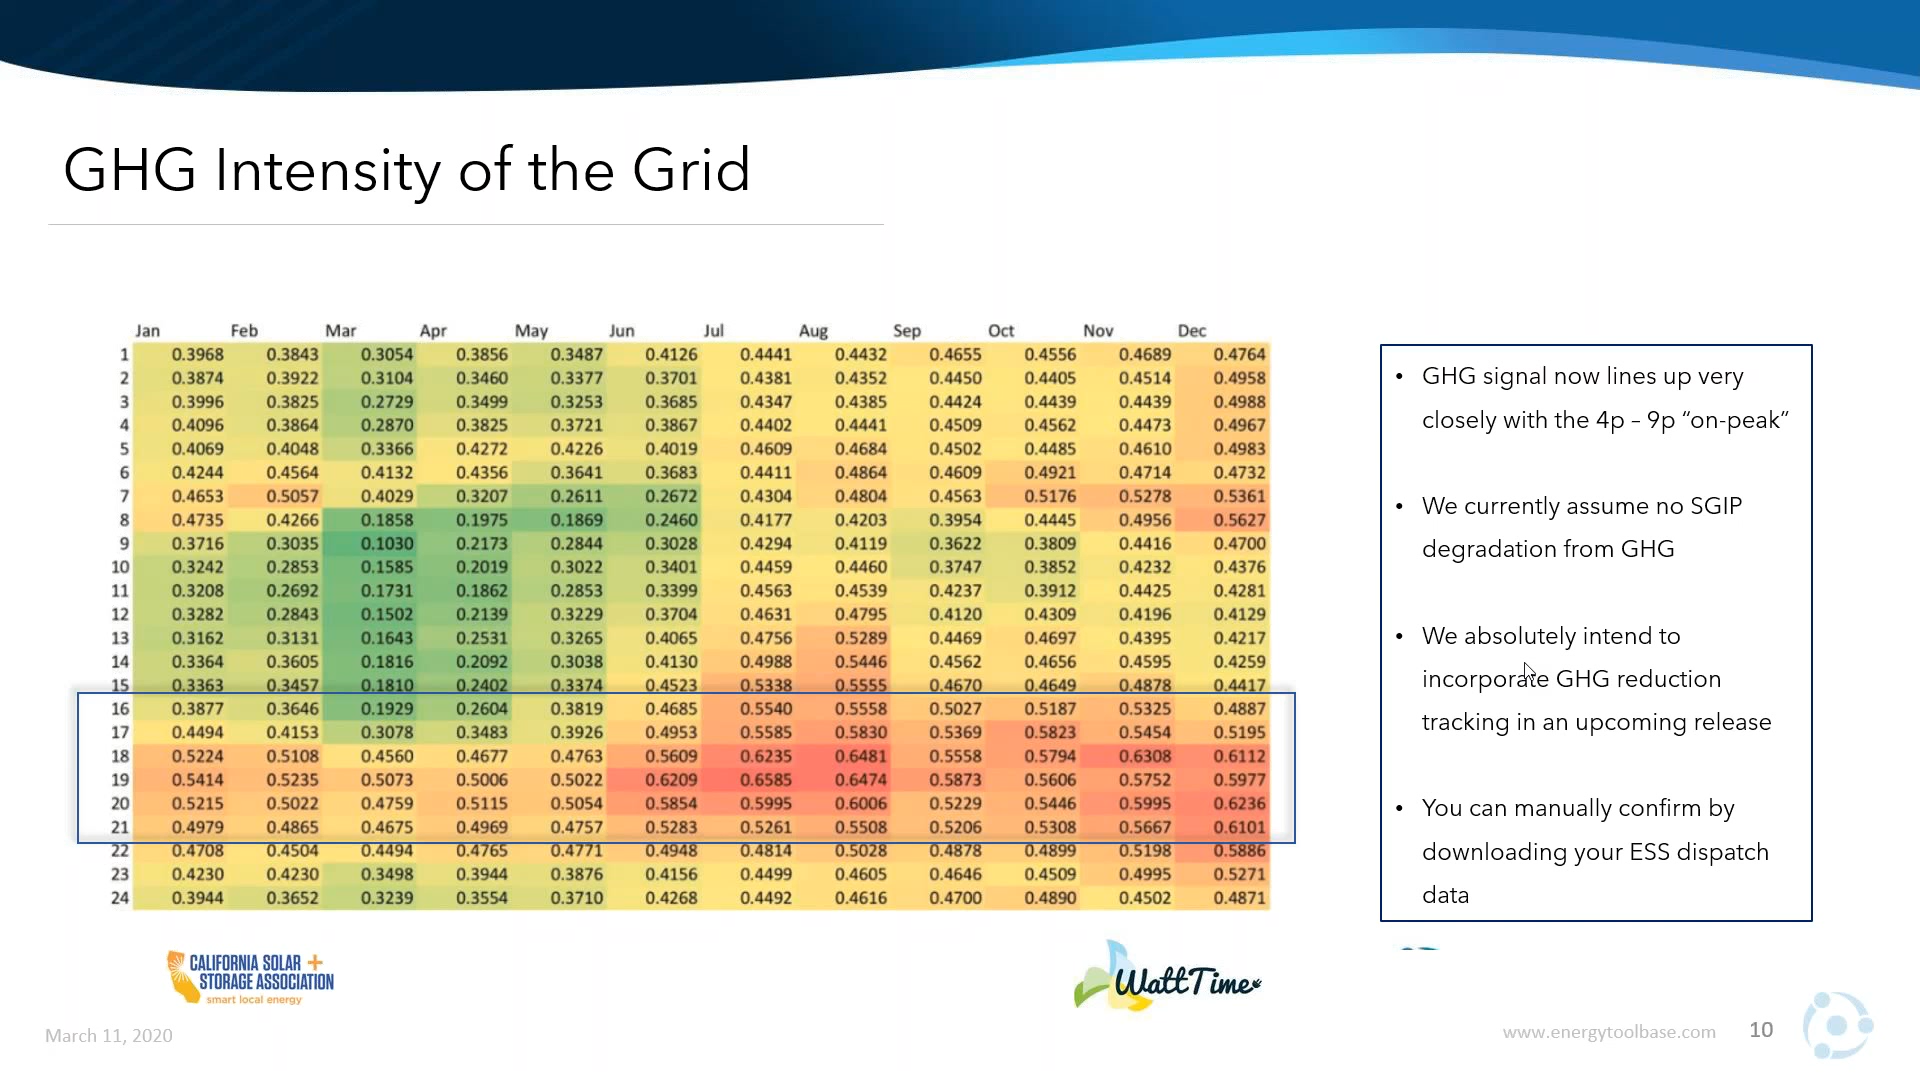 GHG Intensity of the Grid
Jan Feb Mar Apr May Jun Jul Aug Sep Oct Nov Dec
1 0.3968 0.3843 0.3054 0.3856 0.3487 0.4126 0.4441 0.4432 0.4655 0.4556 0.4689 0.4764
2 0.3874 0.3922 0.3104 0.3460 0.3377 0.3701 0.4381 0.4352 0.4450 0.4405 0.4514 0.4958
3 0.3996 0.3825 0.2729 0.3499 0.3253 0.3685 0.4347 0.4385 0.4424 0.4439 0.4439 0.4988
4 0.4096 0.3864 0.2870 0.3825 0.3721 0.3867 0.4402 0.4441 0.4509 0.4562 0.4473 0.4967
5 0.4069 0.4048 0.3366 0.4272 0.4226 0.4019 0.4609 0.4684 0.4502 0.4485 0.4610 0.4983
6 0.4244 0.4564 0.4132 0.4356 0.3641 0.3683 0.4411 0.4864 0.4609 0.4921 0.4714 0.4732
7 0.4653 0.5057 0.4029 0.3207 0.2611 0.2672 0.4304 0.4804 0.4563 0.5176 0.5278 0.5361
8 0.4735 0.4266 0.1858 0.1975 0.1869 0.2460 0.4177 0.4203 0.3954 0.4445 0.4956 0.5627
9 0.3716 0.3035 0.1030 0.2173 0.2844 0.3028 0.4294 0.4119 0.3622 0.3809 0.4416 0.4700
10 0.3242 0.2853 0.1585 0.2019 0.3022 0.3401 0.4459 0.4460 0.3747 0.3852 0.4232 0.4376
11 0.3208 0.2692 0.1731 0.1862 0.2853 0.3399 0.4563 0.4539 0.4237 0.3912 0.4425 0.4281
12 0.3282 0.2843 0.1502 0.2139 0.3229 0.3704 0.4631 0.4795 0.4120 0.4309 0.4196 0.4129
13 0.3162 0.3131 0.1643 0.2531 0.3265 0.4065 0.4756 0.5289 0.4469 0.4697 0.4395 0.4217
14 0.3364 0.3605 0.1816 0.2092 0.3038 0.4130 0.4988 0.5446 0.4562 0.4656 0.4595 0.4259
15 0.3363 0.3457 0.1810 0.2402 0.3374 0.4523 0.5338 0.5555 0.4670 0.4649 0.4878 0.4417
16 0.3877 0.3646 0.1929 0.2604 0.3819 0.4685 0.5540 0.5558 0.5027 0.5187 0.5325 0.4887
17 0.4494 0.4153 0.3078 0.3483 0.3926 0.4953 0.5585 0.5830 0.5369 0.5823 0.5454 0.5195
18 0.5224 0.5108 0.4560 0.4677 0.4763 0.5609 0.6235 0.6481 0.5558 0.5794 0.6308 0.6112
19 0.5414 0.5235 0.5073 0.5006 0.5022 0.6209 0.6585 0.6474 0.5873 0.5606 0.5752 0.5977
20 0.5215 0.5022 0.4759 0.5115 0.5054 0.5854 0.5995 0.6006 0.5229 0.5446 0.5995 0.6236
21 0.4979 0.4865 0.4675 0.4969 0.4757 0.5283 0.5261 0.5508 0.5206 0.5308 0.5667 0.6101
22 0.4708 0.4504 0.4494 0.4765 0.4771 0.4948 0.4814 0.5028 0.4878 0.4899 0.5198 0.5886
23 0.4230 0.4230 0.3498 0.3944 0.3876 0.4156 0.4499 0.4605 0.4646 0.4509 0.4995 0.5271
24 0.3944 0.3652 0.3239 0.3554 0.3710 0.4268 0.4492 0.4616 0.4700 0.4890 0.4502 0.4871
• GHG signal now lines up very
closely with the 4p – 9p “on-peak”
• We currently assume no SGIP
degradation from GHG
• We absolutely intend to
incorporate GHG reduction
tracking in an upcoming release
• You can manually confirm by
downloading your ESS dispatch
data
CALIFORNIA SOLAR +
STORAGE ASSOCIATION
smart local energy
WattTime
March 11, 2020
www.energytoolbase.com
10